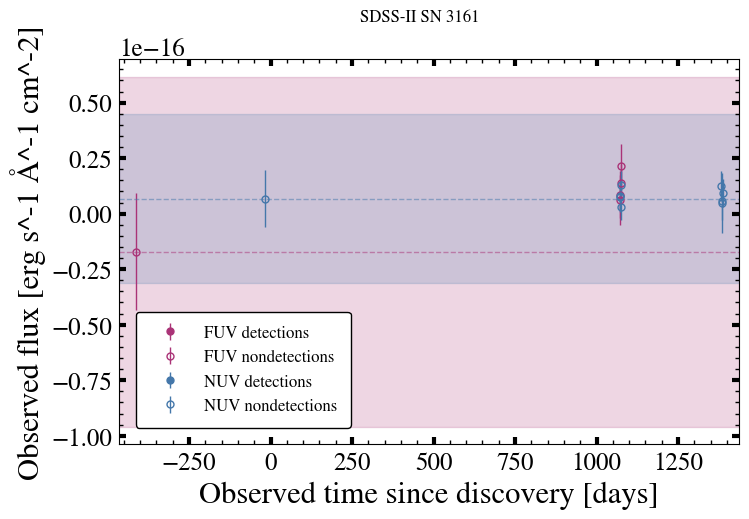 SDSS-II SN 3161
1e−16
Observed flux [erg s^-1 Å^-1 cm^-2]
0.50
0.25
0.00
−0.25
−0.50
−0.75
−1.00
FUV detections
FUV nondetections
NUV detections
NUV nondetections
−250 0 250 500 750 1000 1250
Observed time since discovery [days]